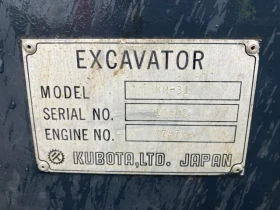 EXCAVATOR
MODEL
SERIAL NO.
ENGINE NO.
KUBOTA,LTD. JAPAN